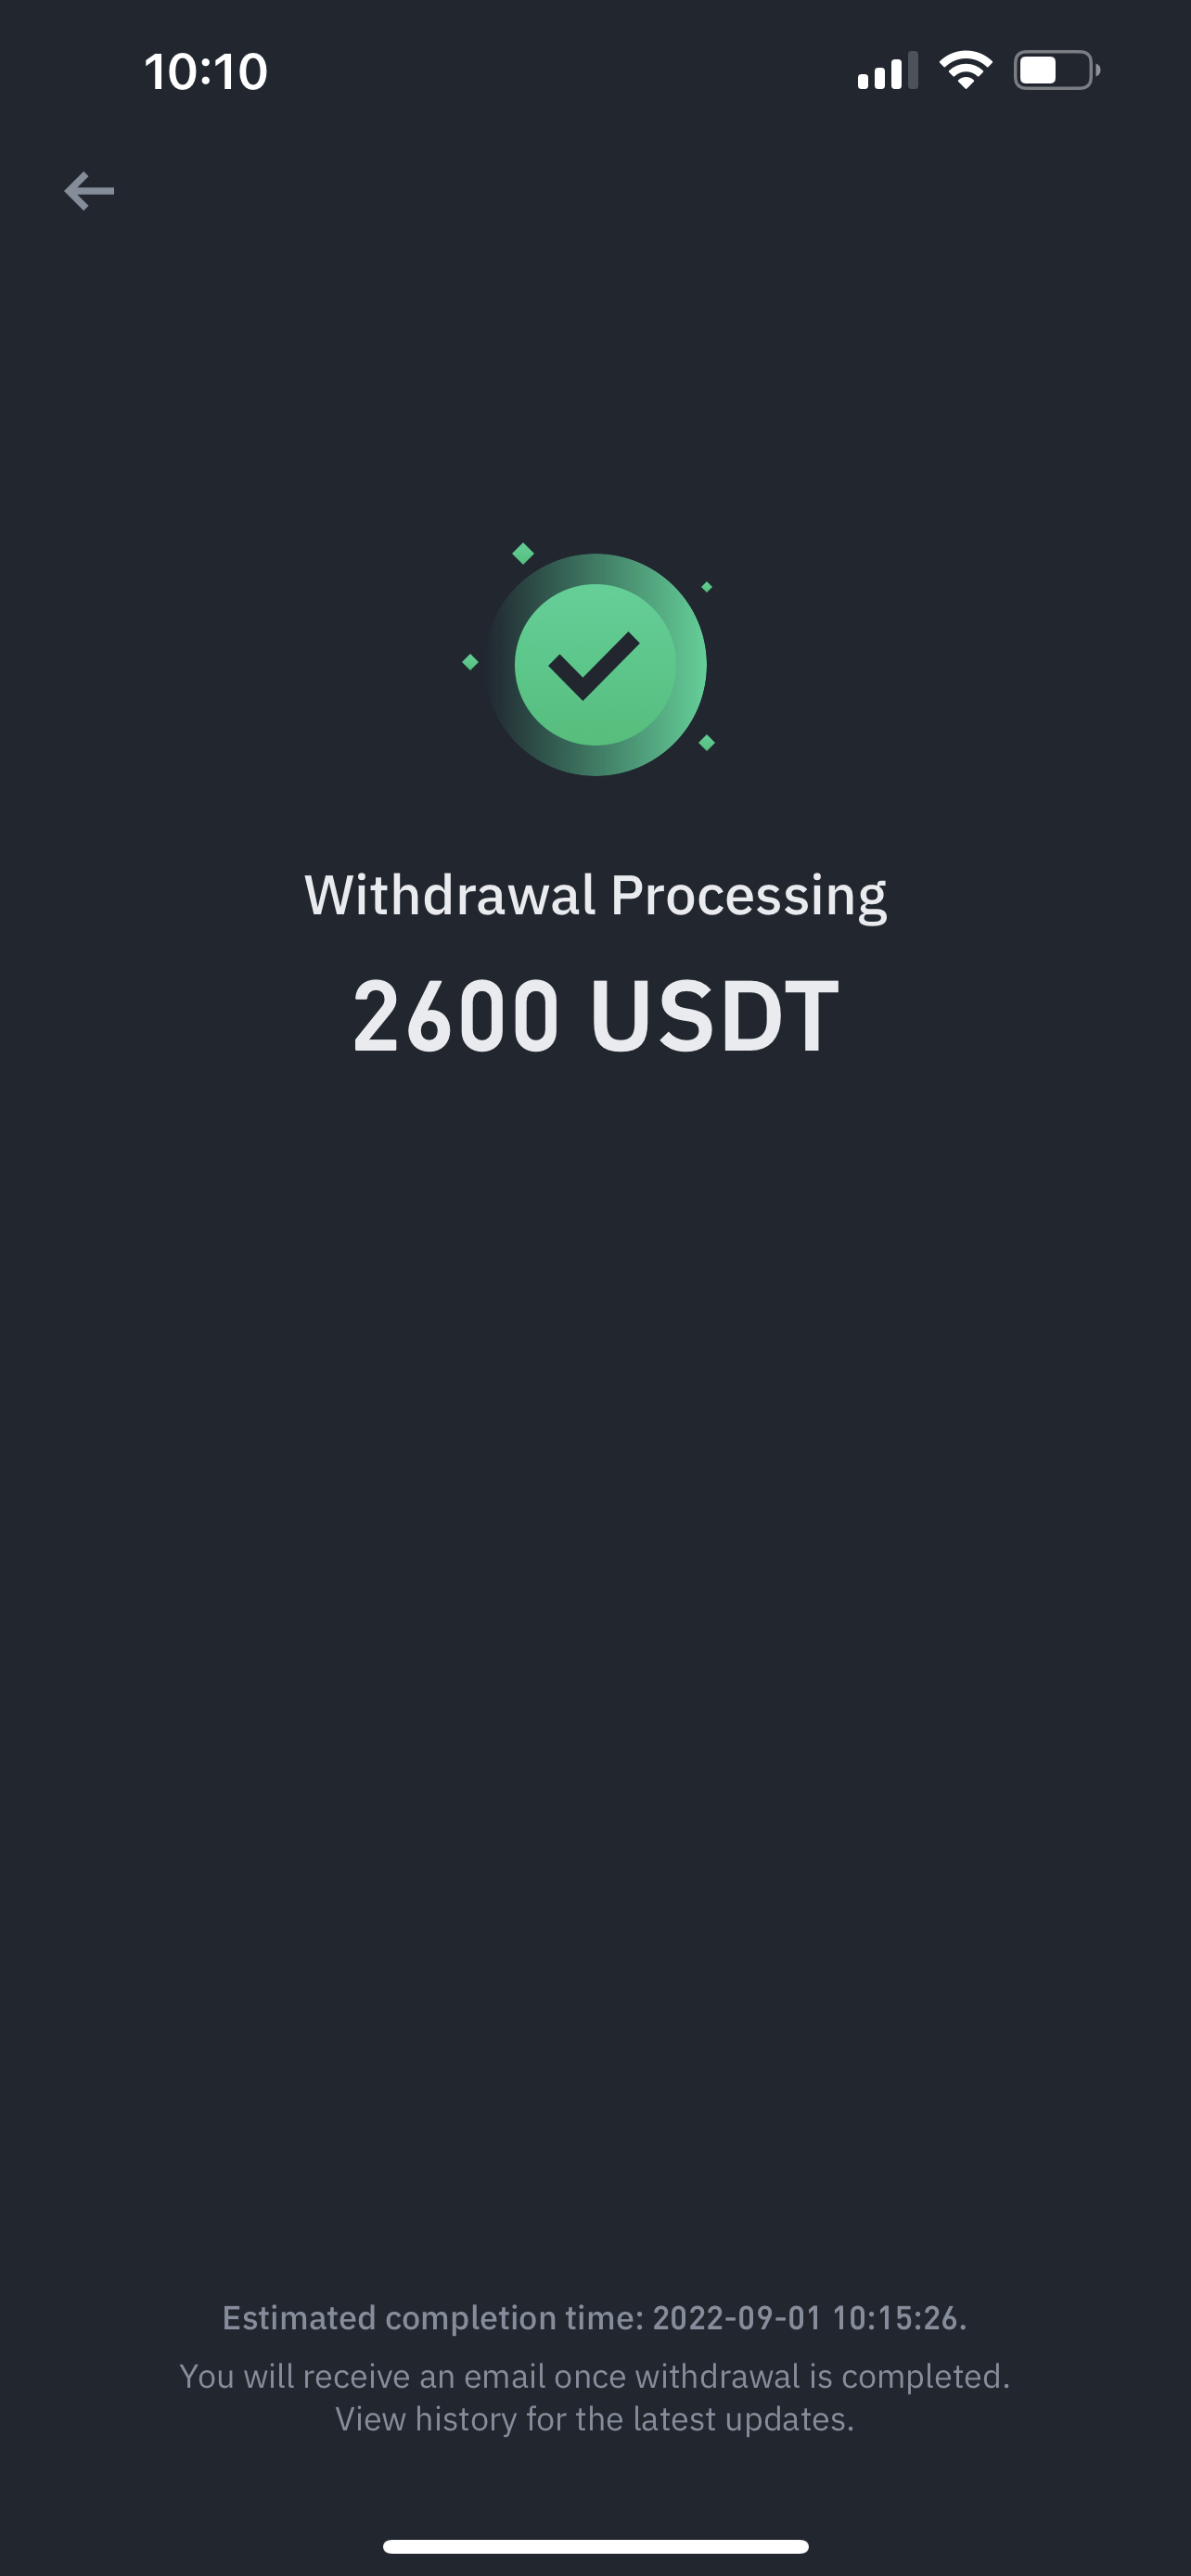 10:10
Withdrawal Processing
2600 USDT
Estimated completion time: 2022-09-01 10:15:26.
You will receive an email once withdrawal is completed.
View history for the latest updates.